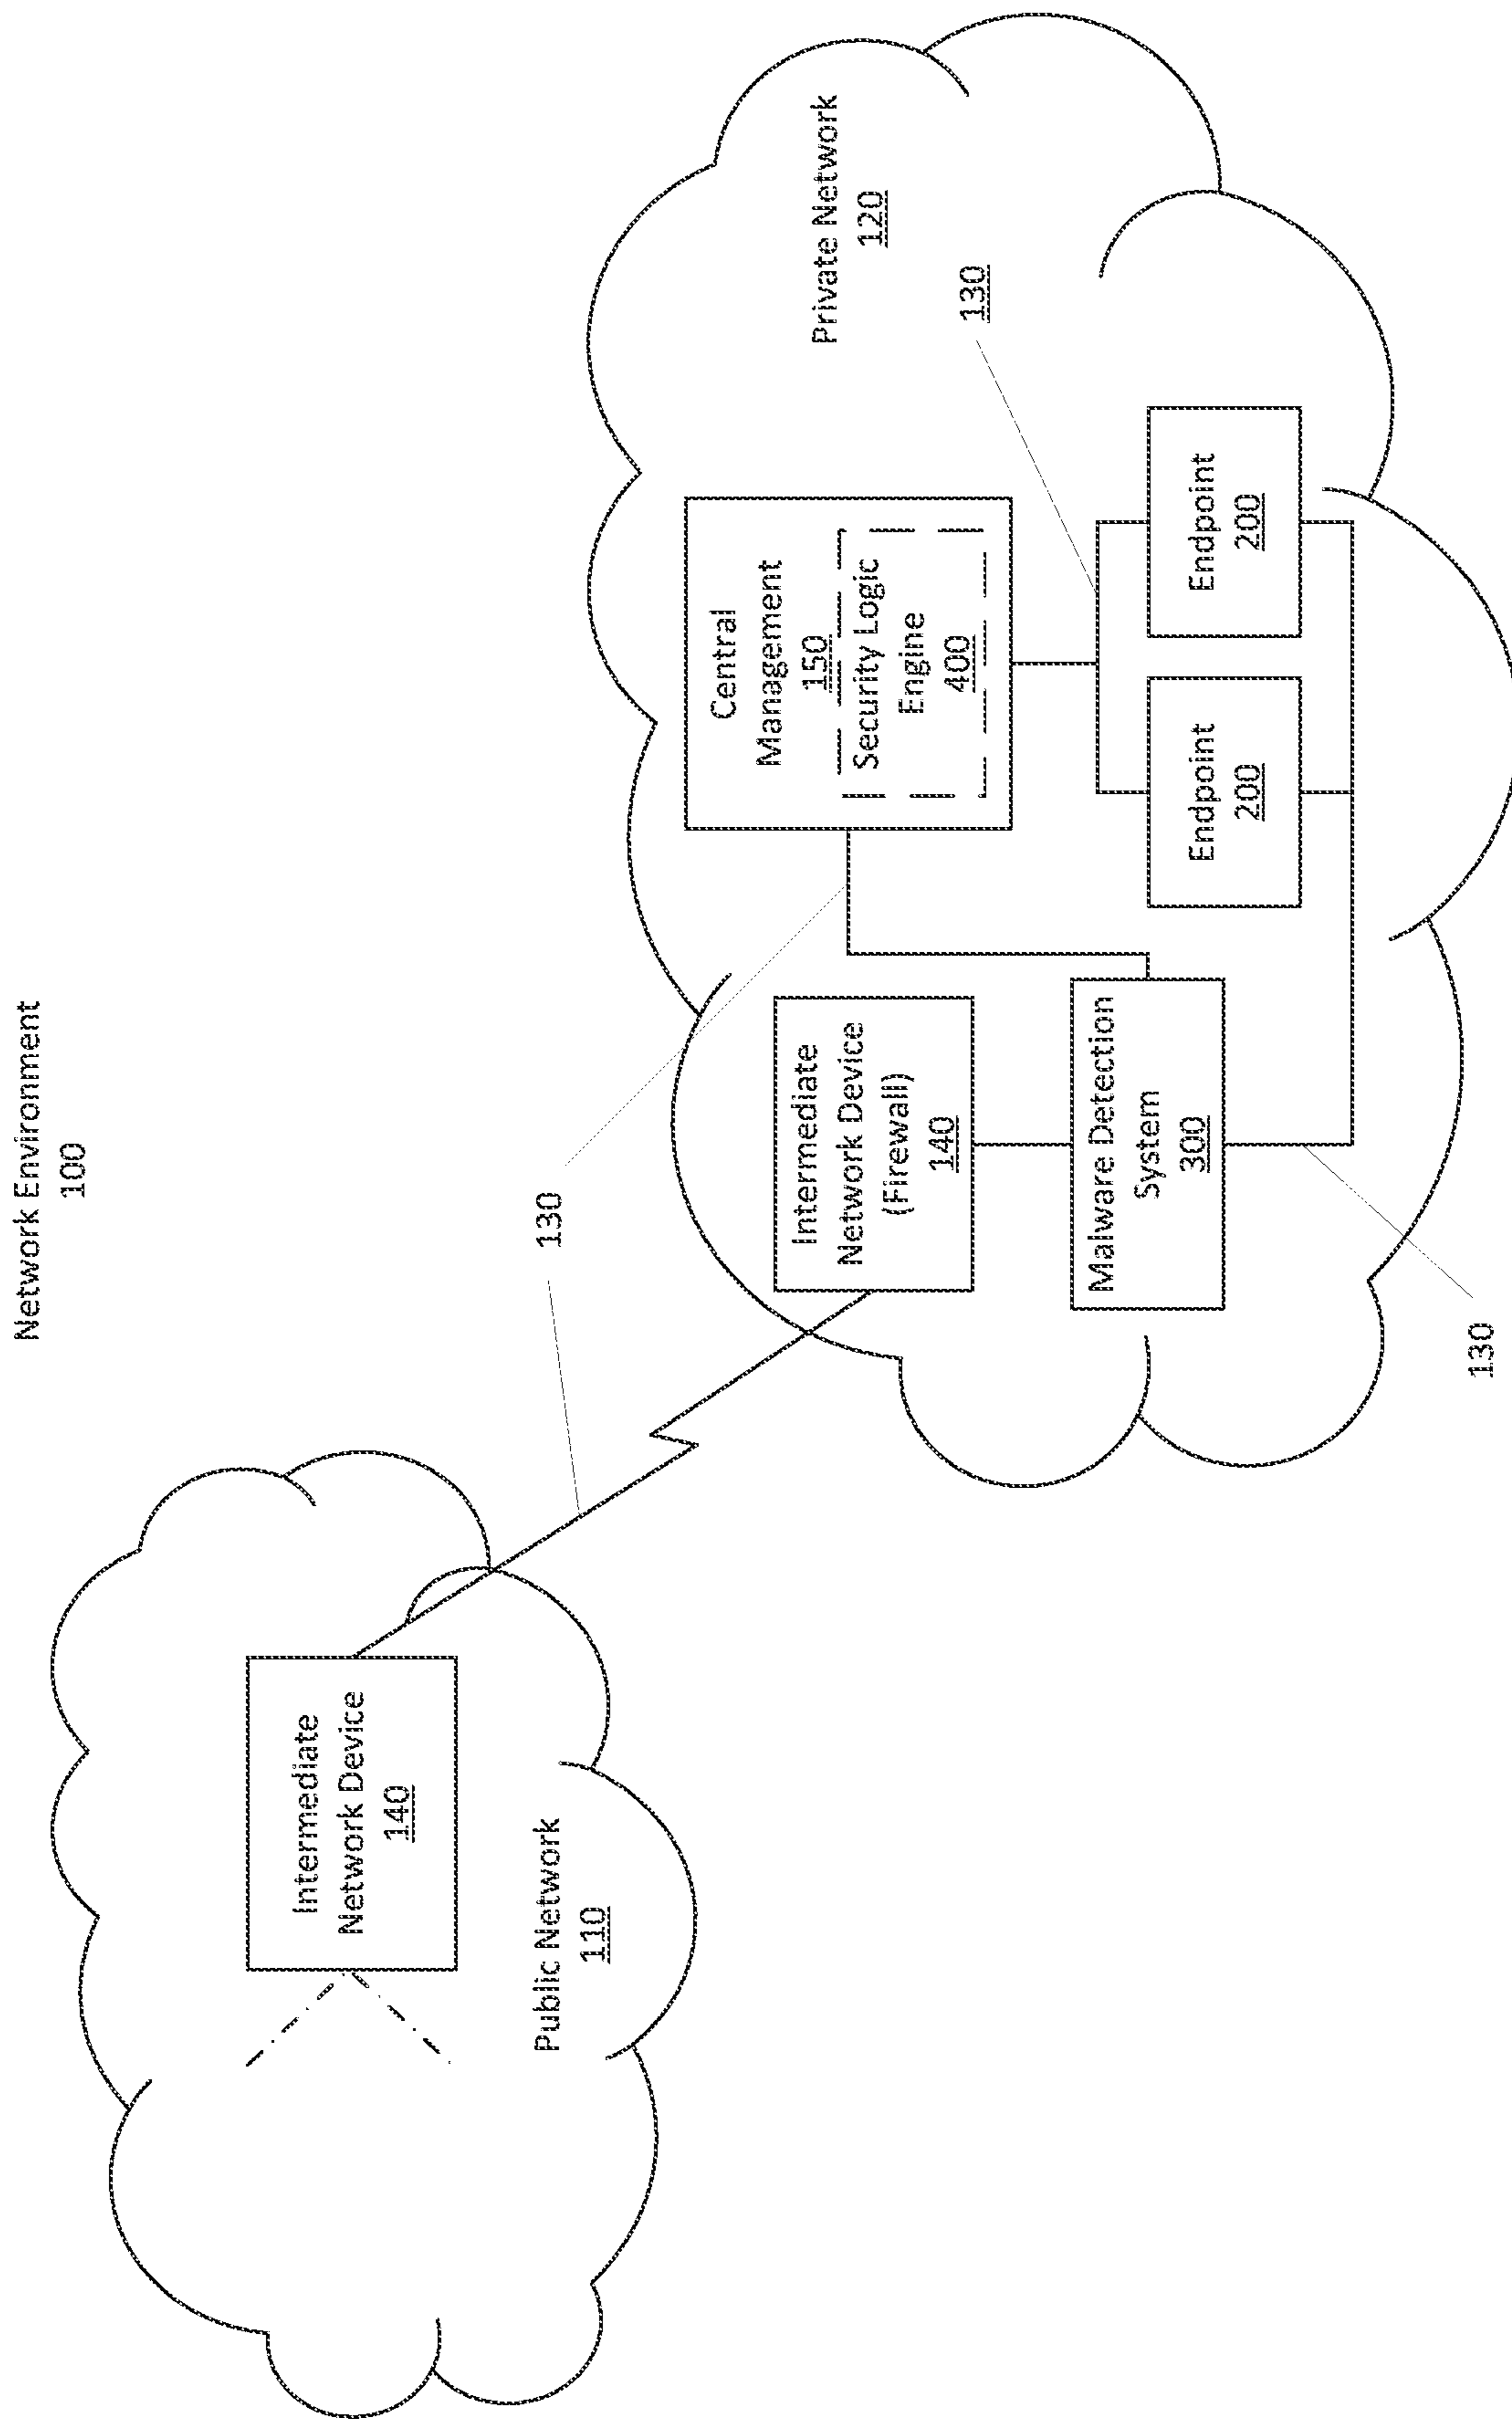 Network Environment
100
Intermediate
Network Device
140
Public Network
110
130
Intermediate
Network Device
(Firewall)
140
Malware Detection
System
300
130
Central
Management
150
Security Logic
Engine
400
Private Network
120
130
Endpoint
200
Endpoint
200